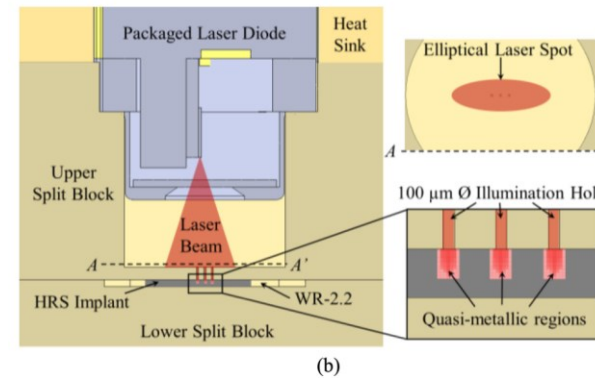 Packaged Laser Diode
Heat
Sink
Elliptical Laser Spot
A
Upper
Split Block
Laser
Beam
100 μm Ø Illumination Hol
A
A'
HRS Implant
WR-2.2
Lower Split Block
Quasi-metallic regions
(b)